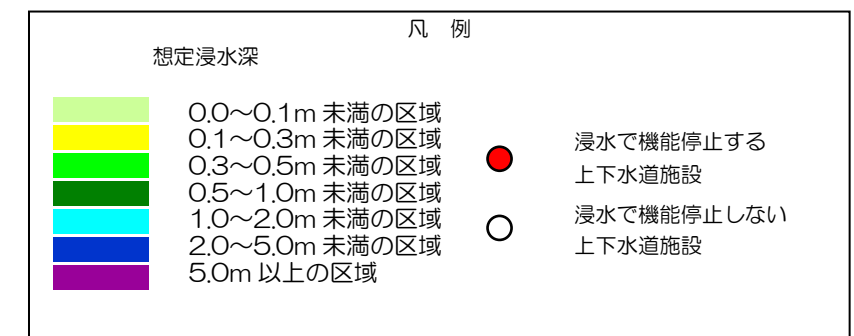 凡 例
想定浸水深
0.0～0.1m 未満の区域
0.1～0.3m 未満の区域
0.3～0.5m 未満の区域
0.5～1.0m 未満の区域
1.0～2.0m 未満の区域
2.0～5.0m 未満の区域
5.0m 以上の区域
浸水で機能停止する
上下水道施設
浸水で機能停止しない
上下水道施設